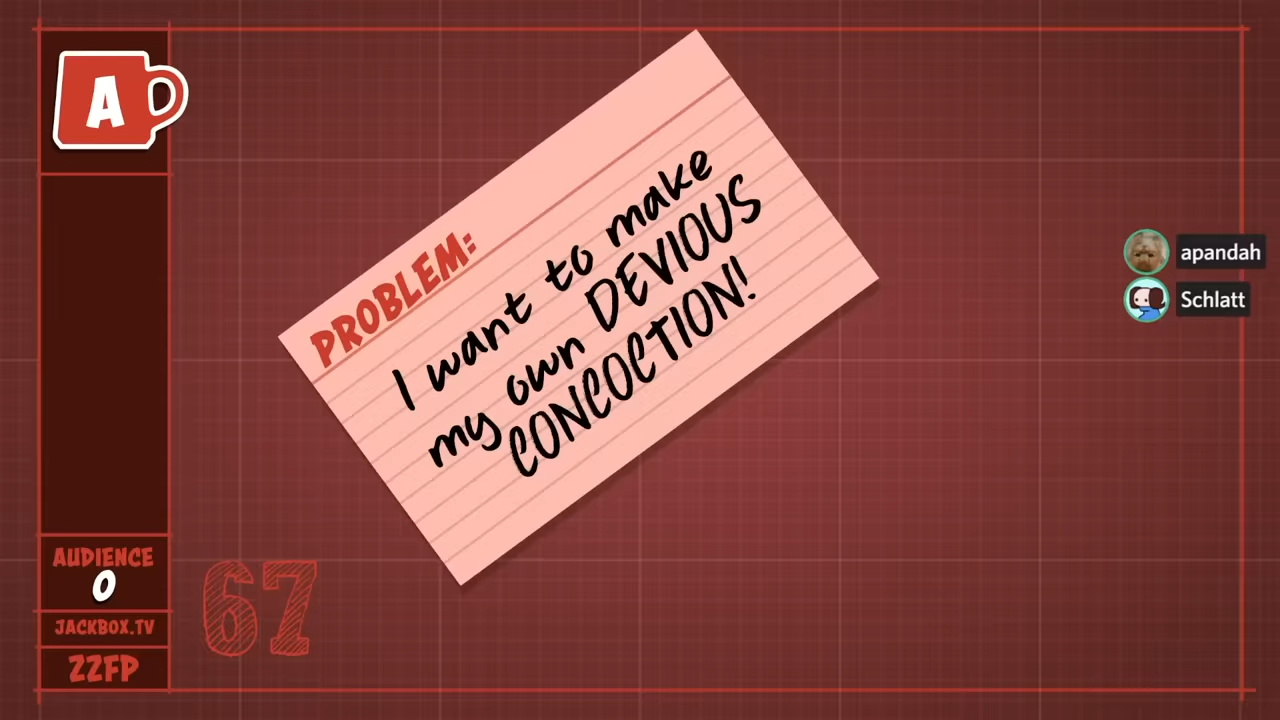 A
PROBLEM:
I want to make
my own DEVIOUS
CONCOCTION!
apandah
Schlatt
AUDIENCE
0
JACKBOX.TV
ZZFP
67